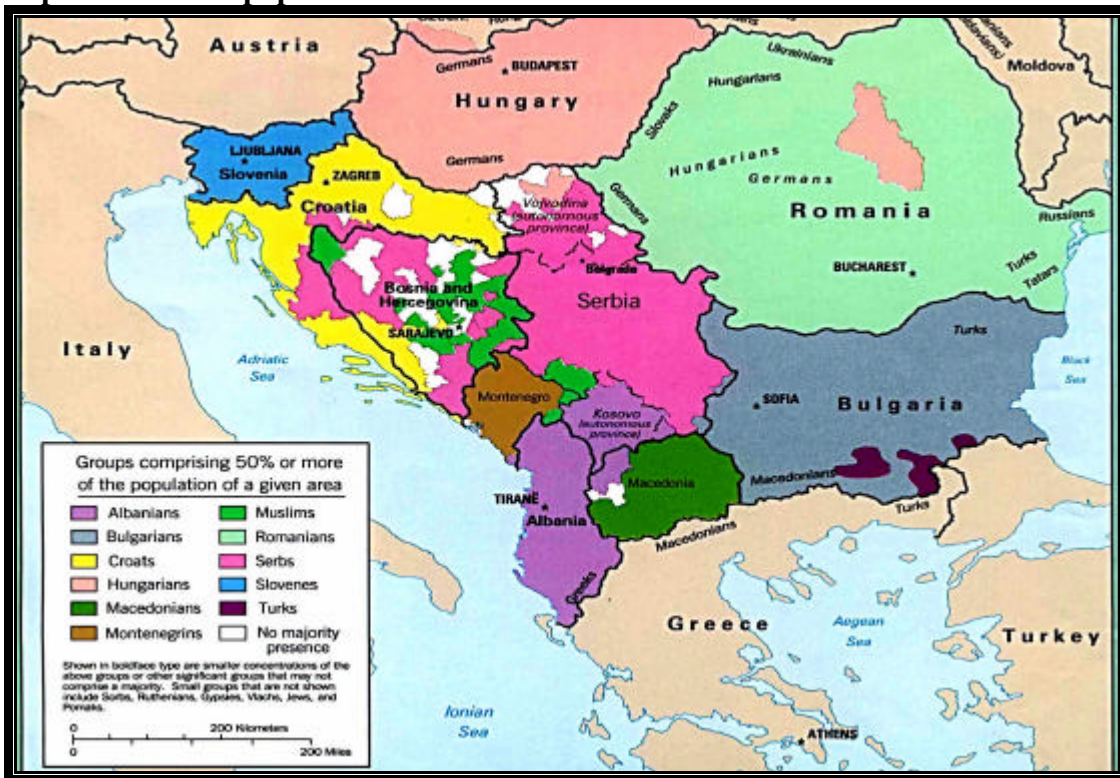 Austria
Germans
BUDAPEST
Hungary
Germans
Ukrainians
Hungarians
Slovaks
Moldova
LJUBLJANA
Slovenia
ZAGREB
Croatia
Vojvodina
(autonomous
province)
Germans
Hungarians
Germans
Romania
Russians
Belgrade
BUCHAREST
Turks
Tatars
Bosnia and
Hercegovina
SARAJEVO
Serbia
Italy
Adriatic
Sea
Turks
Black
Sea
Montenegro
Kosovo
(autonomous
province)
SOFIA
Bulgaria
Macedonians
Macedonia
Turks
TIRANË
Albania
Macedonians
Greeks
Greece
Aegean
Sea
Turkey
Ionian
Sea
ATHENS
Groups comprising 50% or more
of the population of a given area
Albanians
Muslims
Bulgarians
Romanians
Croats
Serbs
Hungarians
Slovenes
Macedonians
Turks
Montenegrins
No majority
presence
Shown in boldface type are smaller concentrations of the
above groups or other significant groups that may not
comprise a majority. Small groups that are not shown
include Sorbs, Ruthenians, Gypsies, Vlachs, Jews, and
Pomaks.
0 200 Kilometers
0 200 Miles